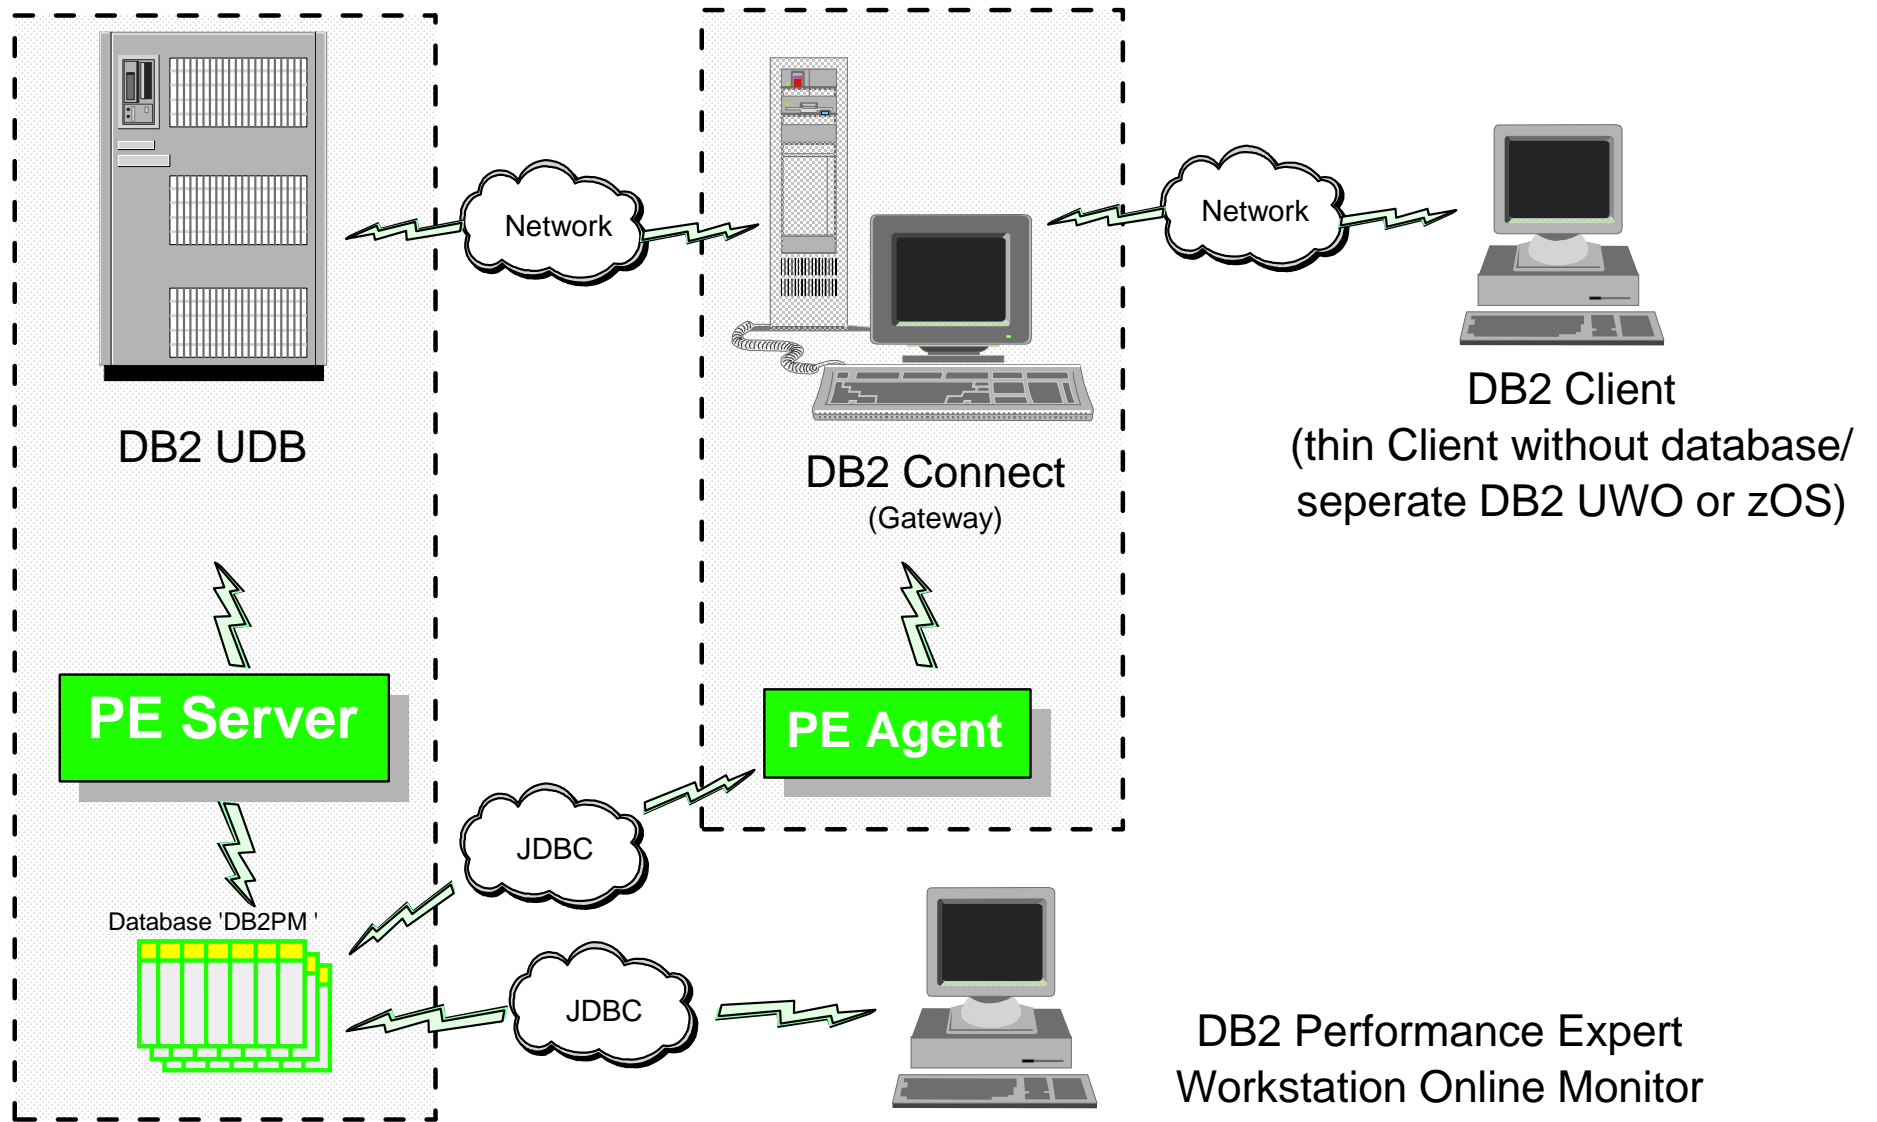 Network
Network
DB2 UDB
DB2 Connect
(Gateway)
DB2 Client
(thin Client without database/
seperate DB2 UWO or zOS)
PE Server
PE Agent
JDBC
Database 'DB2PM '
JDBC
DB2 Performance Expert
Workstation Online Monitor